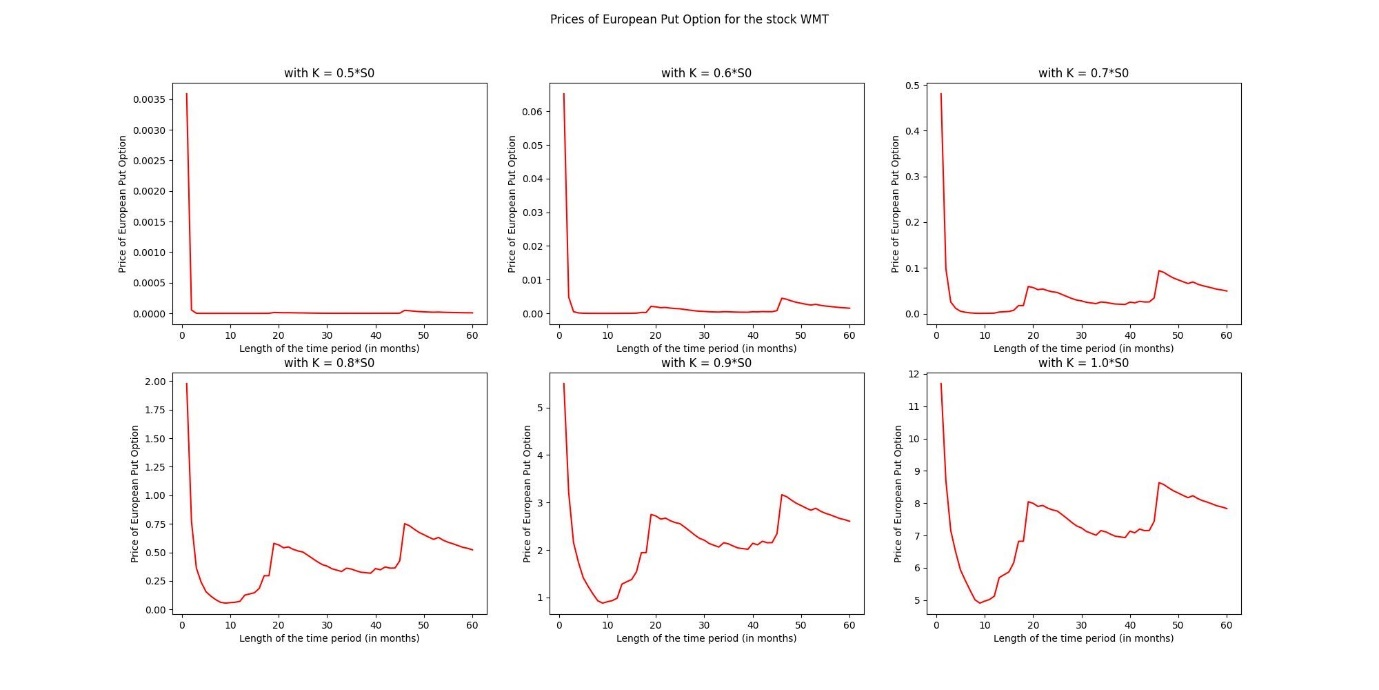 Prices of European Put Option for the stock WMT
with K = 0.5*S0
Price of European Put Option
0.0035
0.0030
0.0025
0.0020
0.0015
0.0010
0.0005
0.0000
0 10 20 30 40 50 60
Length of the time period (in months)
with K = 0.6*S0
Price of European Put Option
0.06
0.05
0.04
0.03
0.02
0.01
0.00
0 10 20 30 40 50 60
Length of the time period (in months)
with K = 0.7*S0
Price of European Put Option
0.5
0.4
0.3
0.2
0.1
0.0
0 10 20 30 40 50 60
Length of the time period (in months)
with K = 0.8*S0
Price of European Put Option
2.00
1.75
1.50
1.25
1.00
0.75
0.50
0.25
0.00
0 10 20 30 40 50 60
Length of the time period (in months)
with K = 0.9*S0
Price of European Put Option
5
4
3
2
1
0 10 20 30 40 50 60
Length of the time period (in months)
with K = 1.0*S0
Price of European Put Option
12
11
10
9
8
7
6
5
0 10 20 30 40 50 60
Length of the time period (in months)